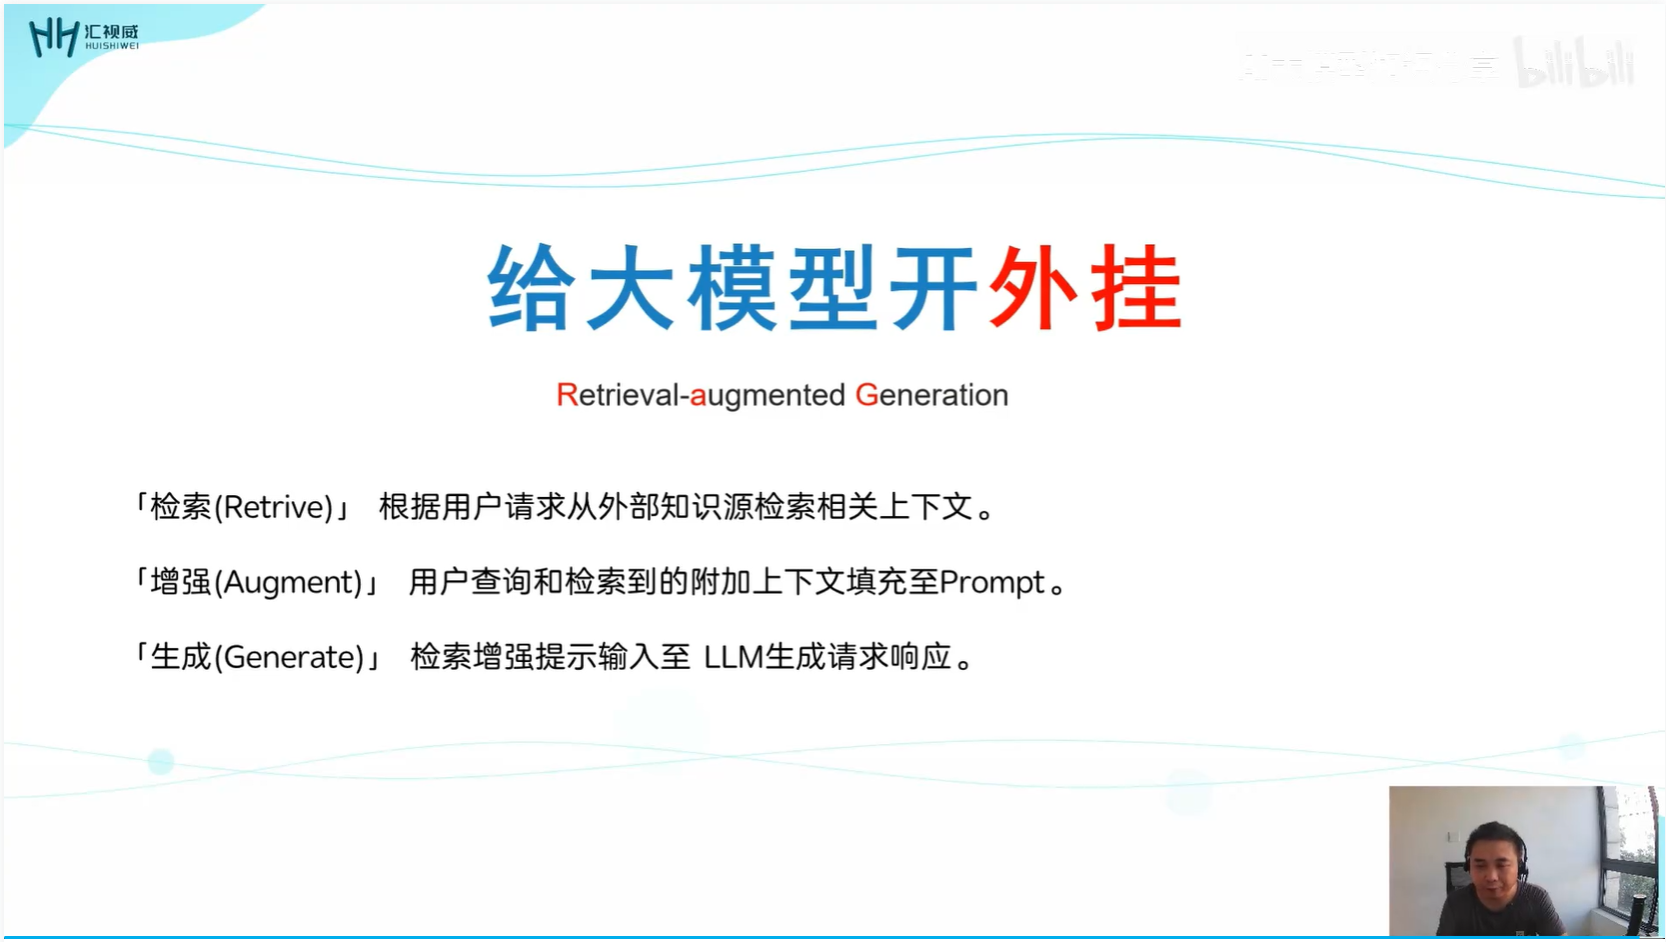 汇视威
HUISHIWEI
bilibili
给大模型开外挂
Retrieval-augmented Generation
「检索(Retrive)」 根据用户请求从外部知识源检索相关上下文。
「增强(Augment)」 用户查询和检索到的附加上下文填充至Prompt。
「生成(Generate)」 检索增强提示输入至 LLM生成请求响应。